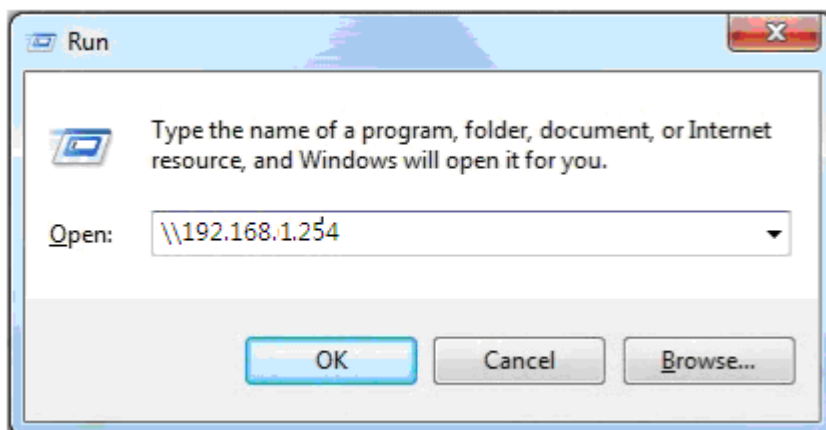 Run
Type the name of a program, folder, document, or Internet
resource, and Windows will open it for you.
Open: \\192.168.1.254
OK Cancel Browse...